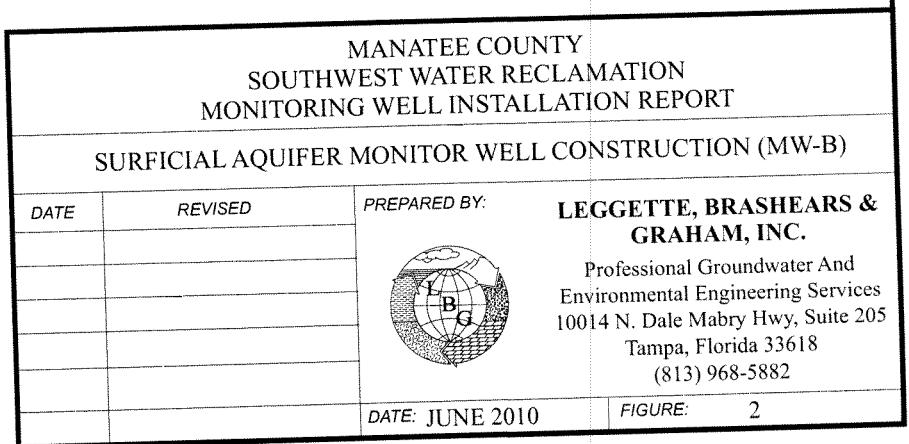 MANATEE COUNTY
SOUTHWEST WATER RECLAMATION
MONITORING WELL INSTALLATION REPORT
SURFICIAL AQUIFER MONITOR WELL CONSTRUCTION (MW-B)
DATE REVISED PREPARED BY:
LBG
LEGGETTE, BRASHEARS &
GRAHAM, INC.
Professional Groundwater And
Environmental Engineering Services
10014 N. Dale Mabry Hwy, Suite 205
Tampa, Florida 33618
(813) 968-5882
DATE: JUNE 2010 FIGURE: 2